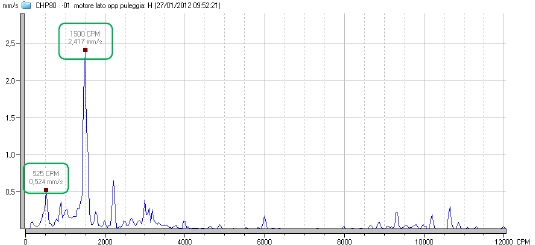 mm/s CHP80 -01 motore lato opp puleggia: H (27/01/2012 09:52:21)
2,5
1500 CPM
2,417 mm/s
2,0
1,5
1,0
525 CPM
0,524 mm/s
0,5
0 2000 4000 6000 8000 10000 12000 CPM